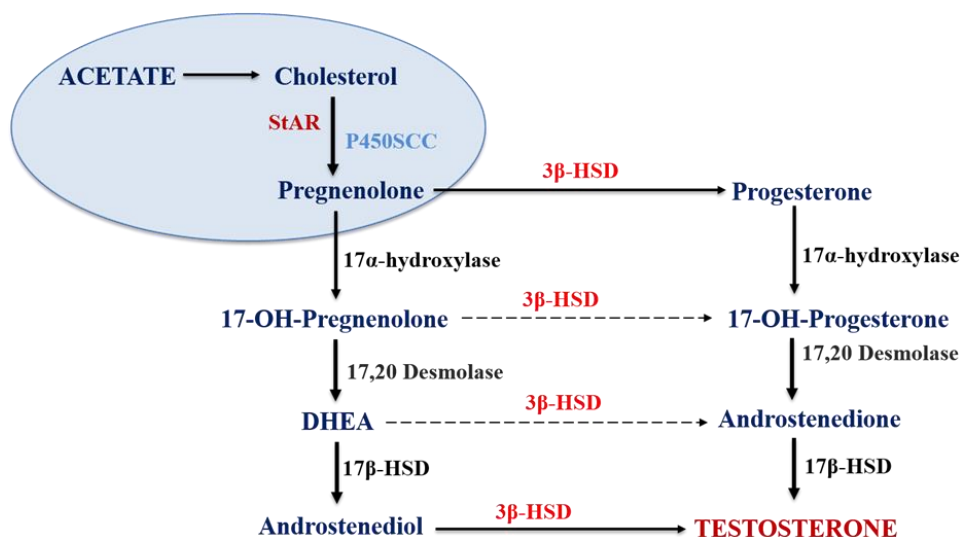 ACETATE
Cholesterol
StAR
P450SCC
3β-HSD
Pregnenolone
Progesterone
17α-hydroxylase
17α-hydroxylase
3β-HSD
17-OH-Pregnenolone
17-OH-Progesterone
17,20 Desmolase
17,20 Desmolase
3β-HSD
DHEA
Androstenedione
17β-HSD
17β-HSD
3β-HSD
Androstenediol
TESTOSTERONE